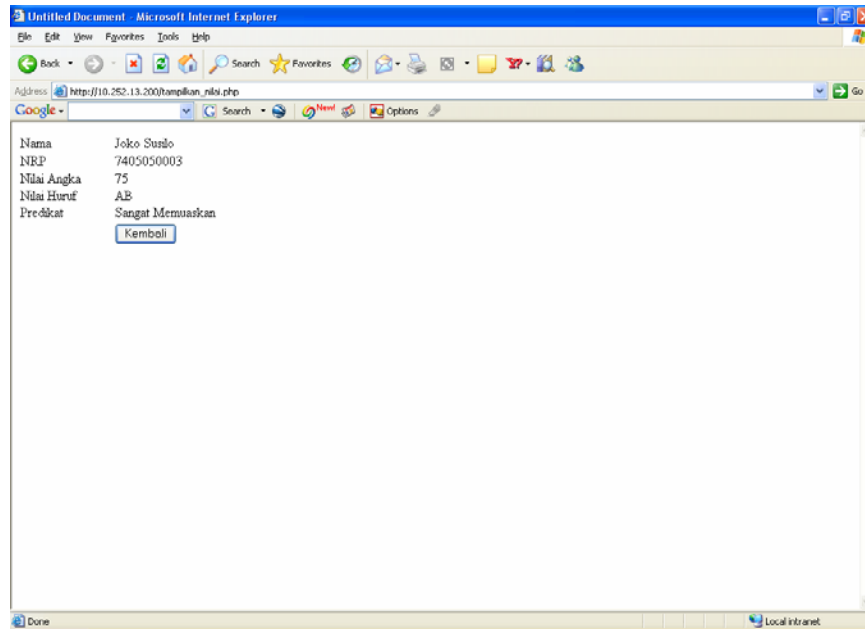 Untitled Document - Microsoft Internet Explorer
File Edit View Favorites Tools Help
Back Search Favorites
Address http://10.252.13.200/tampilkan_nilai.php Go
Google Search New! Options
Nama Joko Susilo
NRP 7405050003
Nilai Angka 75
Nilai Huruf AB
Predikat Sangat Memuaskan
Kembali
Done Local intranet